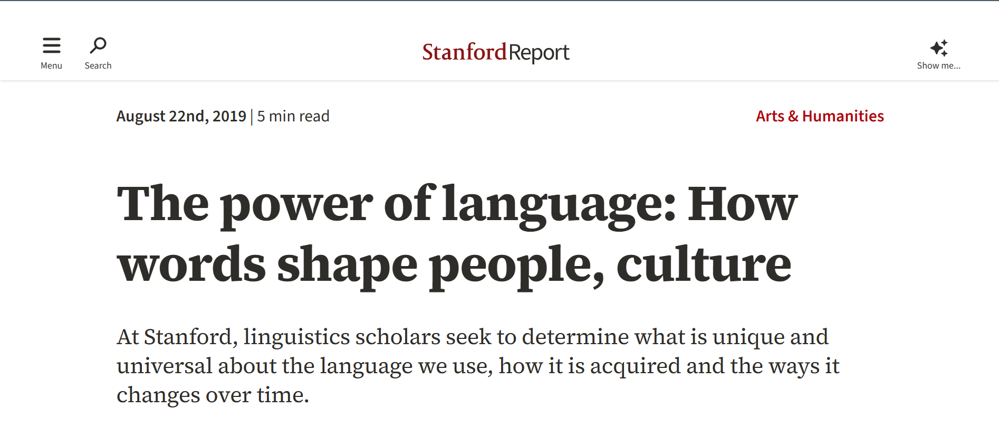 Menu
Search
StanfordReport
Show me...
August 22nd, 2019 | 5 min read
Arts & Humanities
The power of language: How
words shape people, culture
At Stanford, linguistics scholars seek to determine what is unique and
universal about the language we use, how it is acquired and the ways it
changes over time.